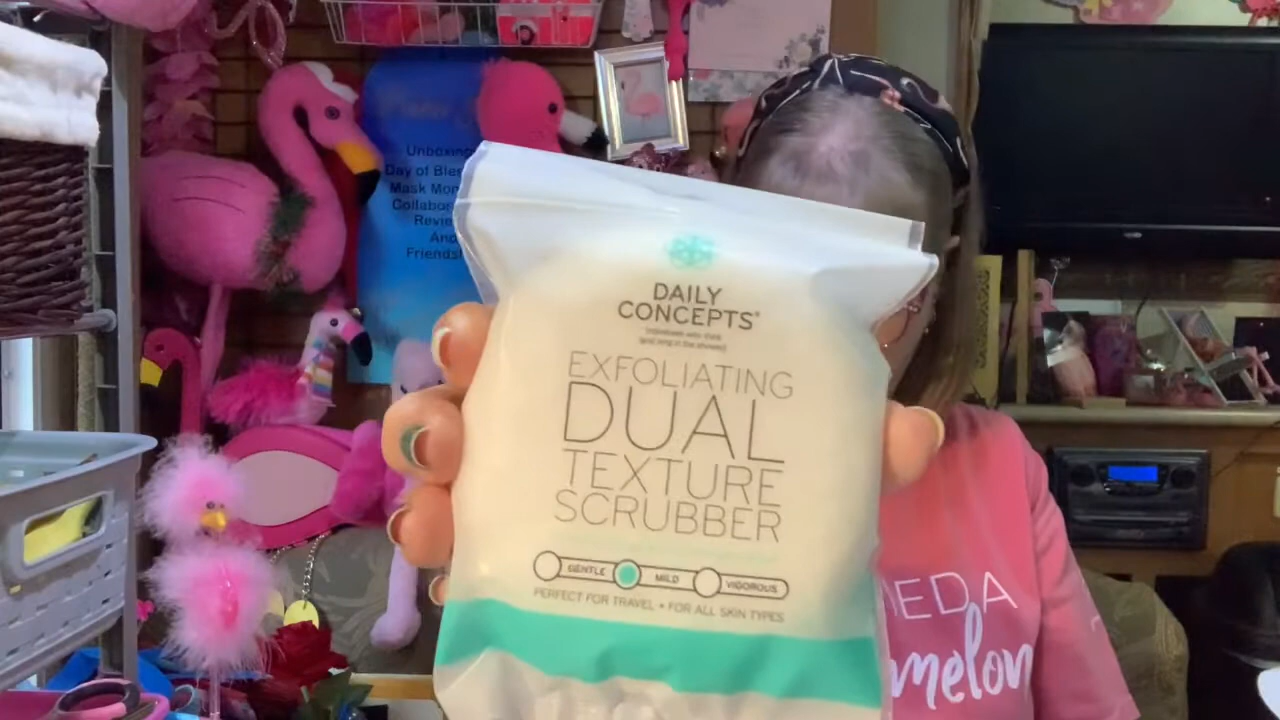 Unboxing
Day of Bles
Mask Mon
Collabor
Revie
And
Friends
DAILY
CONCEPTS®
EXFOLIATING
DUAL
TEXTURE
SCRUBBER
GENTLE MILD VIGOROUS
PERFECT FOR TRAVEL • FOR ALL SKIN TYPES
NED A
melon